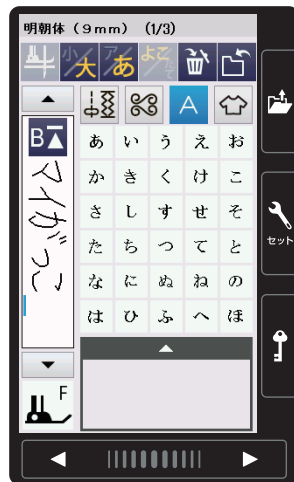 明朝体（9mm） (1/3)
小大 アあ よこ
A
B
マイがっこ
あ い う え お
か き く け こ
さ し す せ そ
た ち つ て と
な に ぬ ね の
は ひ ふ へ ほ
F
セット